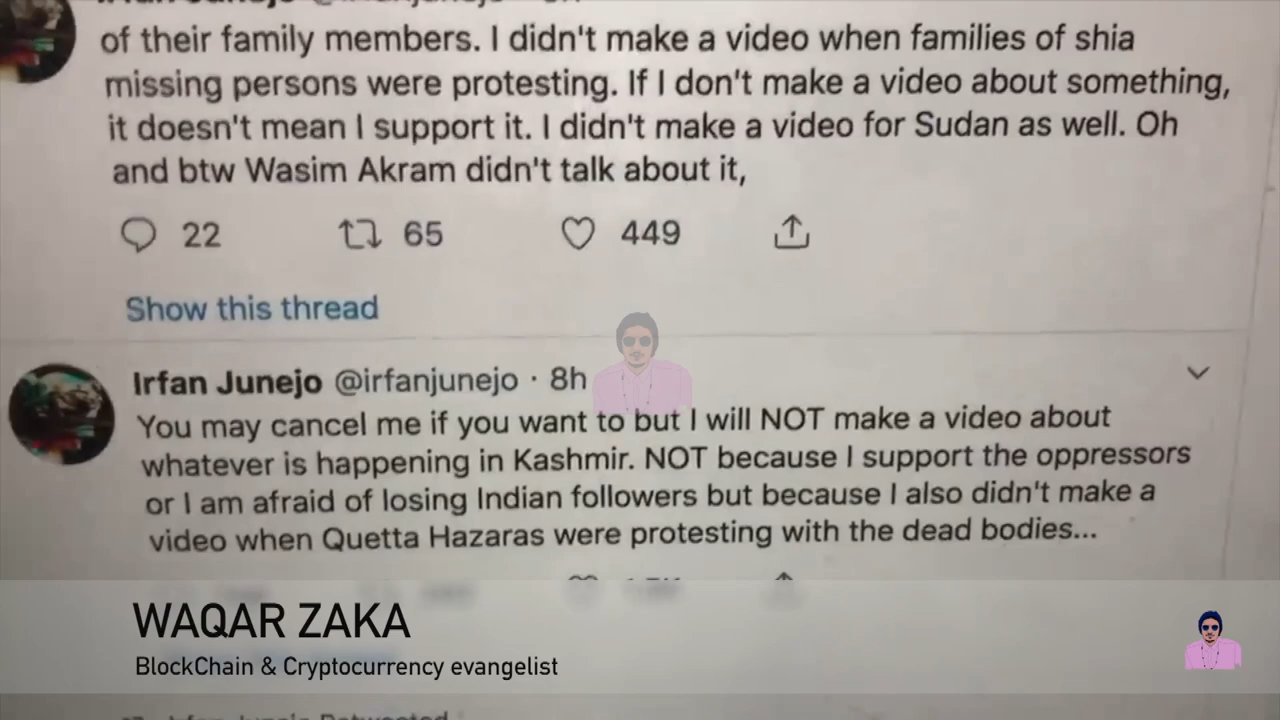 of their family members. I didn't make a video when families of shia
missing persons were protesting. If I don't make a video about something,
it doesn't mean I support it. I didn't make a video for Sudan as well. Oh
and btw Wasim Akram didn't talk about it,
22 65 449
Show this thread
Irfan Junejo @irfanjunejo · 8h
You may cancel me if you want to but I will NOT make a video about
whatever is happening in Kashmir. NOT because I support the oppressors
or I am afraid of losing Indian followers but because I also didn't make a
video when Quetta Hazaras were protesting with the dead bodies...
WAQAR ZAKA
BlockChain & Cryptocurrency evangelist